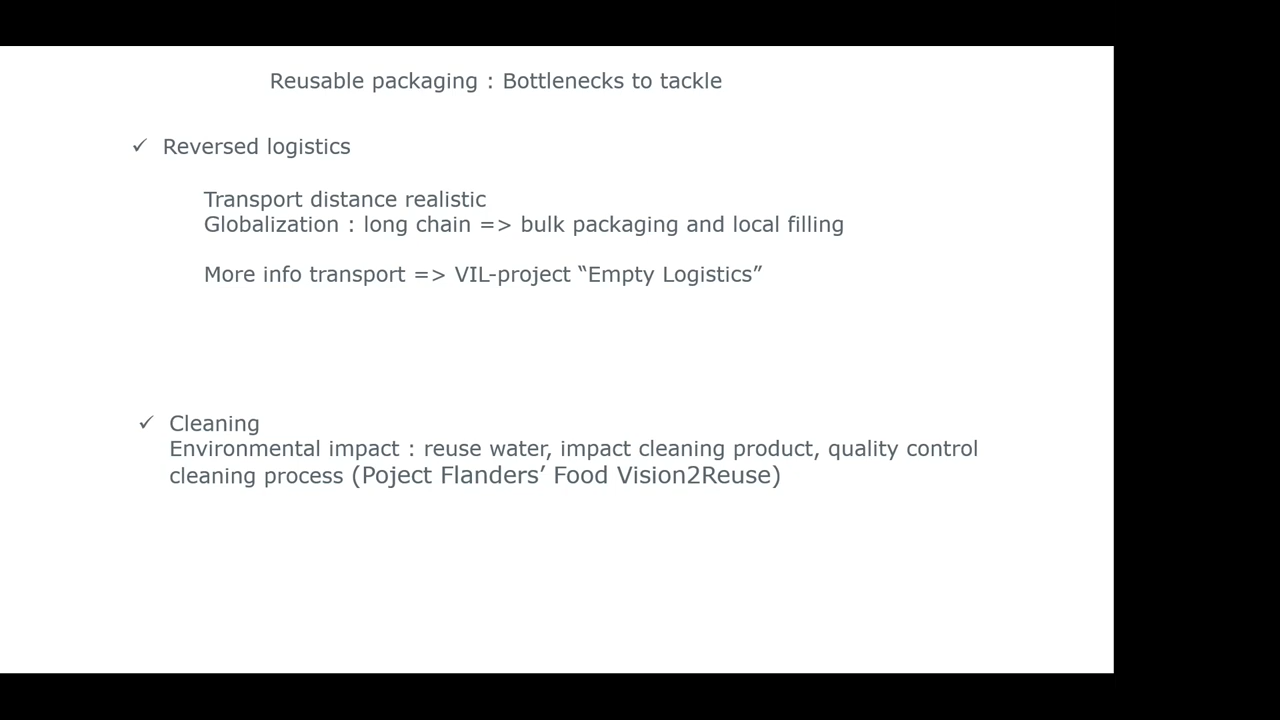 Reusable packaging : Bottlenecks to tackle
✓ Reversed logistics
Transport distance realistic
Globalization : long chain => bulk packaging and local filling
More info transport => VIL-project “Empty Logistics”
✓ Cleaning
Environmental impact : reuse water, impact cleaning product, quality control
cleaning process (Poject Flanders’ Food Vision2Reuse)